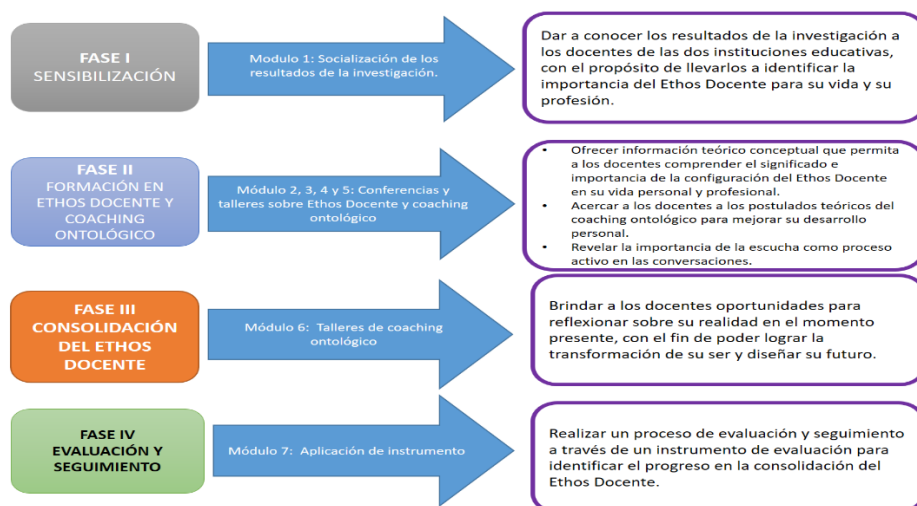 FASE I
SENSIBILIZACIÓN
Modulo 1: Socialización de los
resultados de la investigación.
Dar a conocer los resultados de la investigación a
los docentes de las dos instituciones educativas,
con el propósito de llevarlos a identificar la
importancia del Ethos Docente para su vida y su
profesión.
FASE II
FORMACIÓN EN
ETHOS DOCENTE Y
COACHING
ONTOLÓGICO
Módulo 2, 3, 4 y 5: Conferencias y
talleres sobre Ethos Docente y coaching
ontológico
• Ofrecer información teórico conceptual que permita
a los docentes comprender el significado e
importancia de la configuración del Ethos Docente
en su vida personal y profesional.
• Acercar a los docentes a los postulados teóricos del
coaching ontológico para mejorar su desarrollo
personal.
• Revelar la importancia de la escucha como proceso
activo en las conversaciones.
FASE III
CONSOLIDACIÓN
DEL ETHOS
DOCENTE
Módulo 6: Talleres de coaching
ontológico
Brindar a los docentes oportunidades para
reflexionar sobre su realidad en el momento
presente, con el fin de poder lograr la
transformación de su ser y diseñar su futuro.
FASE IV
EVALUACIÓN Y
SEGUIMIENTO
Módulo 7: Aplicación de instrumento
Realizar un proceso de evaluación y seguimiento
a través de un instrumento de evaluación para
identificar el progreso en la consolidación del
Ethos Docente.